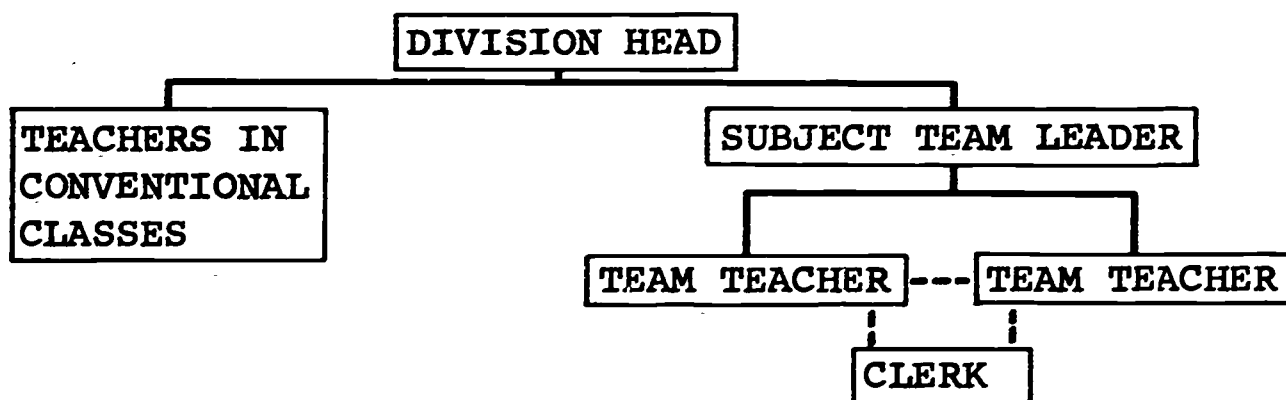 DIVISION HEAD
TEACHERS IN
CONVENTIONAL
CLASSES
SUBJECT TEAM LEADER
TEAM TEACHER
TEAM TEACHER
CLERK